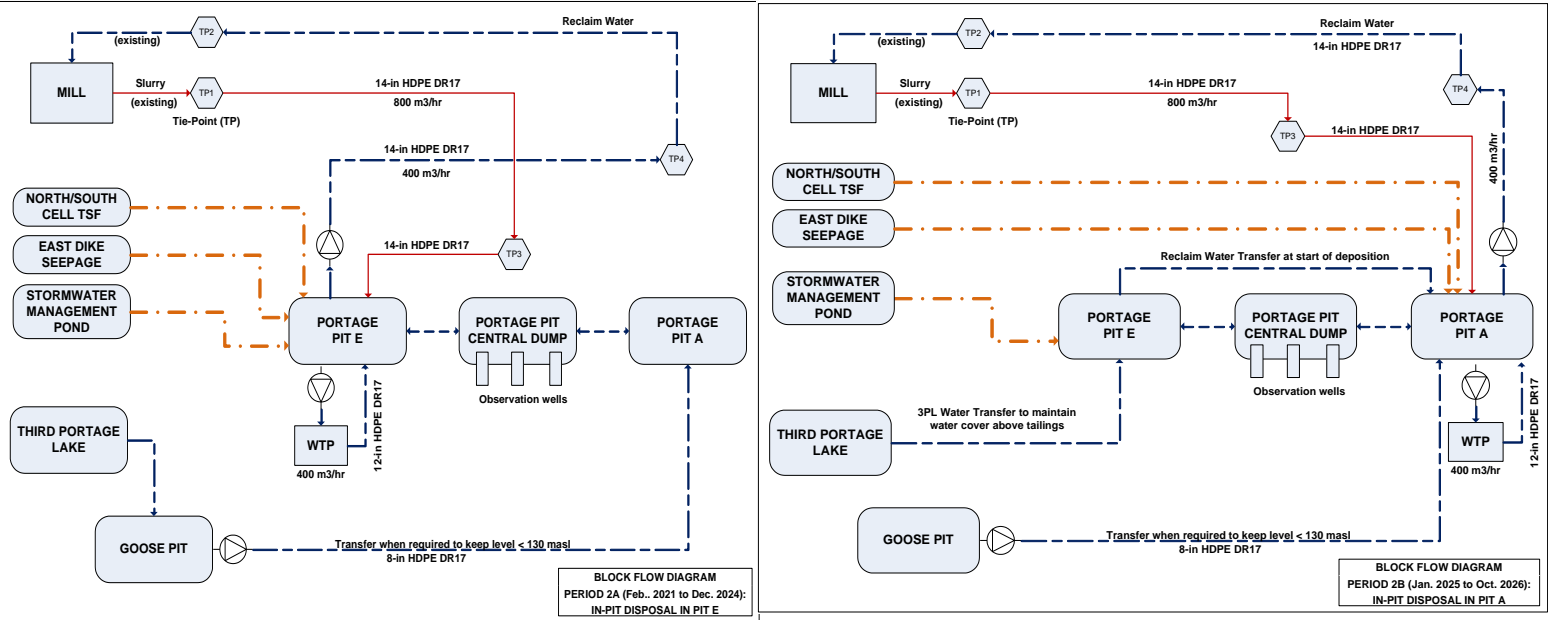 Reclaim Water
TP2
(existing)
MILL
Slurry
(existing)
TP1
Tie-Point (TP)
14-in HDPE DR17
800 m3/hr
14-in HDPE DR17
400 m3/hr
TP4
NORTH/SOUTH
CELL TSF
EAST DIKE
SEEPAGE
STORMWATER
MANAGEMENT
POND
14-in HDPE DR17
TP3
PORTAGE
PIT E
PORTAGE PIT
CENTRAL DUMP
PORTAGE
PIT A
Observation wells
WTP
400 m3/hr
12-in HDPE DR17
THIRD PORTAGE
LAKE
GOOSE PIT
Transfer when required to keep level < 130 masl
8-in HDPE DR17
BLOCK FLOW DIAGRAM
PERIOD 2A (Feb.. 2021 to Dec. 2024):
IN-PIT DISPOSAL IN PIT E
Reclaim Water
14-in HDPE DR17
TP2
(existing)
MILL
Slurry
(existing)
TP1
Tie-Point (TP)
14-in HDPE DR17
800 m3/hr
TP3
14-in HDPE DR17
TP4
400 m3/hr
NORTH/SOUTH
CELL TSF
EAST DIKE
SEEPAGE
STORMWATER
MANAGEMENT
POND
Reclaim Water Transfer at start of deposition
PORTAGE
PIT E
PORTAGE PIT
CENTRAL DUMP
PORTAGE
PIT A
Observation wells
WTP
400 m3/hr
12-in HDPE DR17
THIRD PORTAGE
LAKE
3PL Water Transfer to maintain
water cover above tailings
GOOSE PIT
Transfer when required to keep level < 130 masl
8-in HDPE DR17
BLOCK FLOW DIAGRAM
PERIOD 2B (Jan. 2025 to Oct. 2026):
IN-PIT DISPOSAL IN PIT A